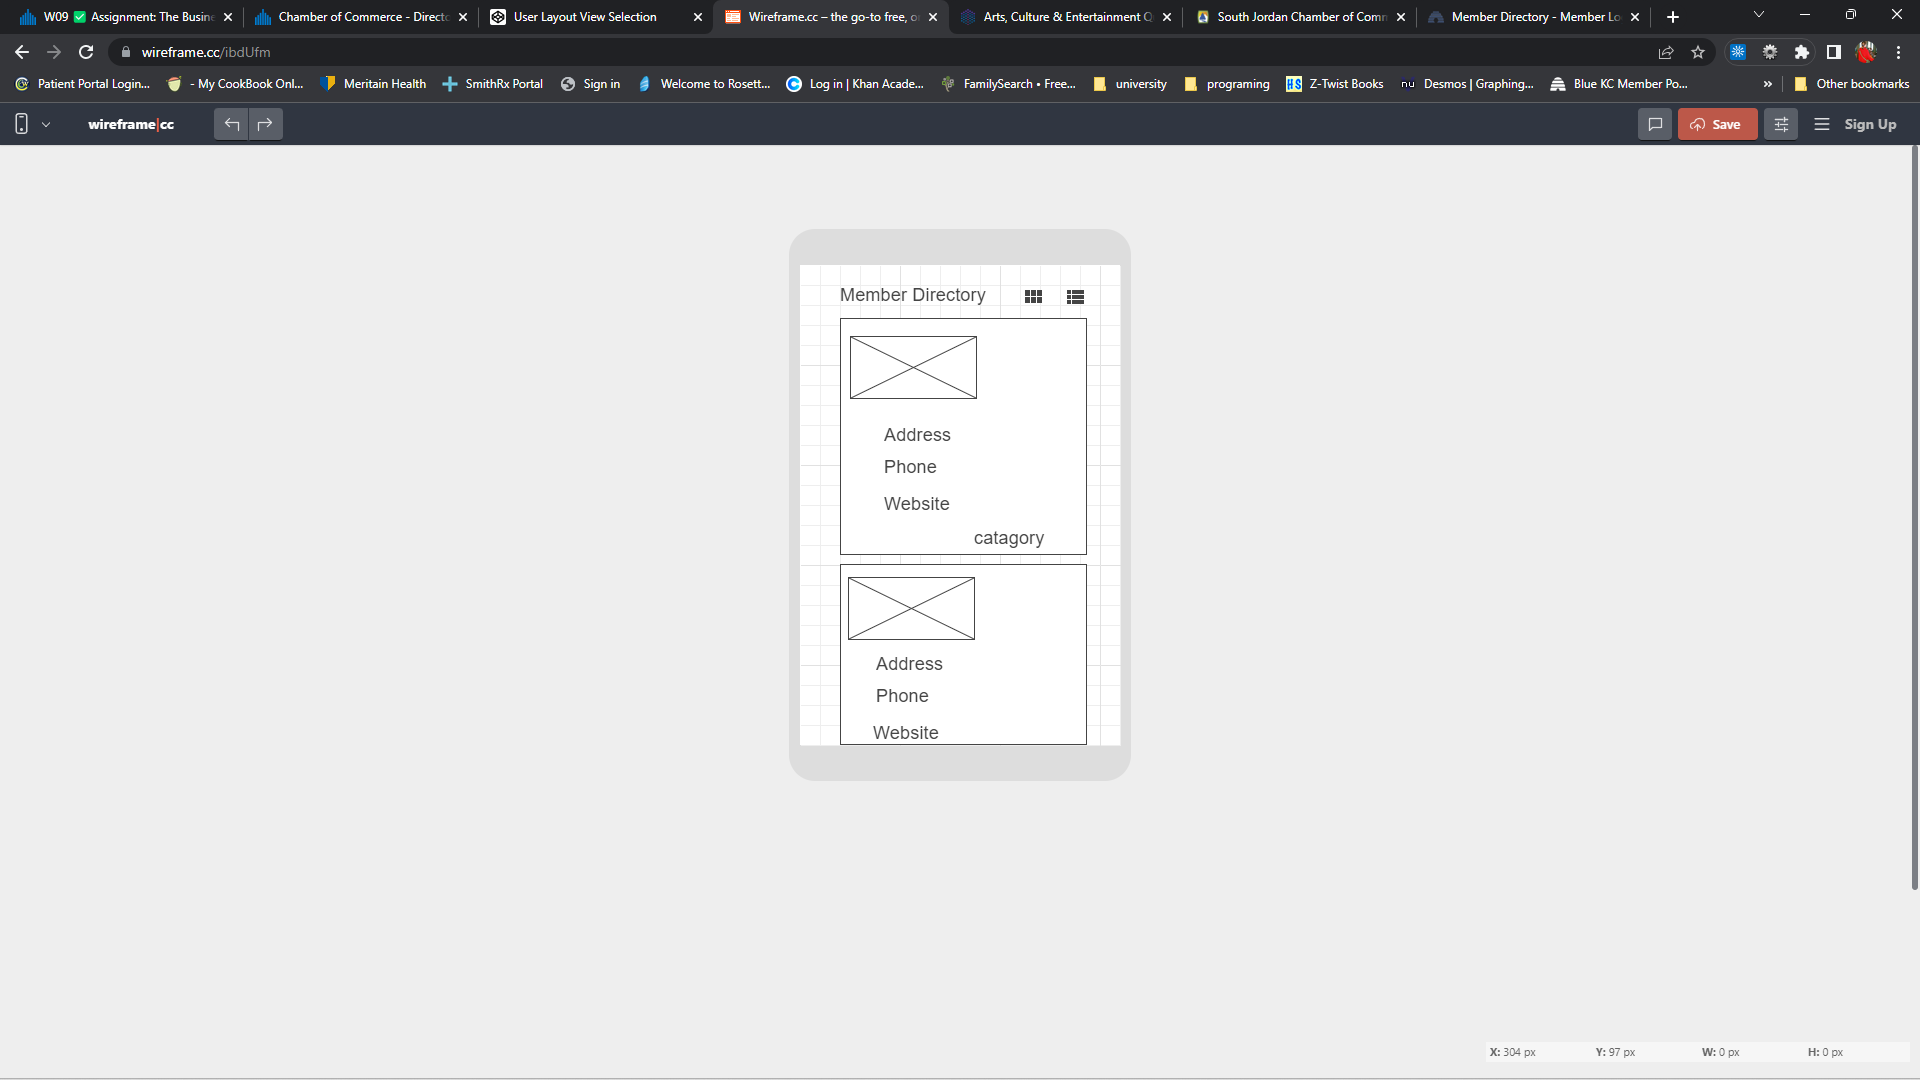 W09 ✅ Assignment: The Busine
Chamber of Commerce - Directo
User Layout View Selection
Wireframe.cc – the go-to free, o
Arts, Culture & Entertainment Q
South Jordan Chamber of Comm
Member Directory - Member Lo
wireframe.cc/ibdUfm
Patient Portal Login...
- My CookBook Onl...
Meritain Health
SmithRx Portal
Sign in
Welcome to Rosett...
Log in | Khan Acade...
FamilySearch • Free...
university
programing
HS Z-Twist Books
Desmos | Graphing...
Blue KC Member Po...
»
Other bookmarks
wireframe|cc
Save
Sign Up
Member Directory
Address
Phone
Website
catagory
Address
Phone
Website
X: 304 px Y: 97 px W: 0 px H: 0 px